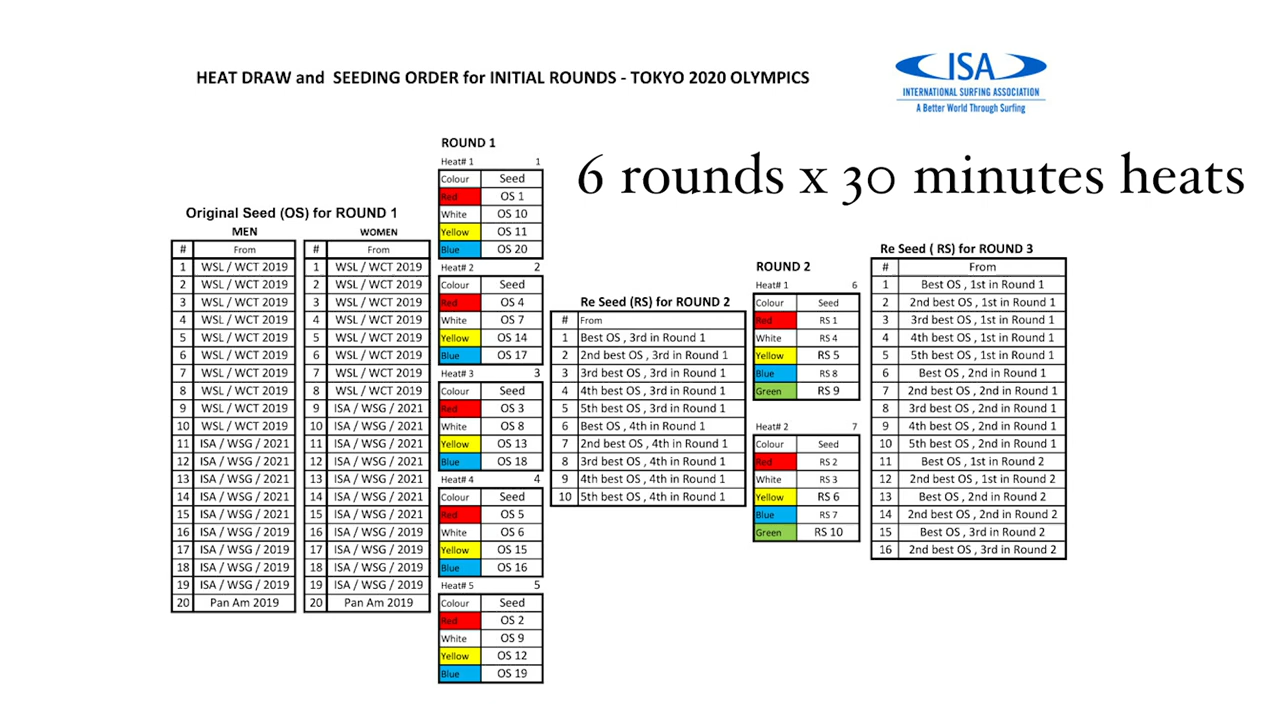 HEAT DRAW and SEEDING ORDER for INITIAL ROUNDS - TOKYO 2020 OLYMPICS
ISA
INTERNATIONAL SURFING ASSOCIATION
A Better World Through Surfing
6 rounds x 30 minutes heats
Original Seed (OS) for ROUND 1
MEN
# From
1 WSL / WCT 2019
2 WSL / WCT 2019
3 WSL / WCT 2019
4 WSL / WCT 2019
5 WSL / WCT 2019
6 WSL / WCT 2019
7 WSL / WCT 2019
8 WSL / WCT 2019
9 WSL / WCT 2019
10 WSL / WCT 2019
11 ISA / WSG / 2021
12 ISA / WSG / 2021
13 ISA / WSG / 2021
14 ISA / WSG / 2021
15 ISA / WSG / 2021
16 ISA / WSG / 2019
17 ISA / WSG / 2019
18 ISA / WSG / 2019
19 ISA / WSG / 2019
20 Pan Am 2019
WOMEN
# From
1 WSL / WCT 2019
2 WSL / WCT 2019
3 WSL / WCT 2019
4 WSL / WCT 2019
5 WSL / WCT 2019
6 WSL / WCT 2019
7 WSL / WCT 2019
8 WSL / WCT 2019
9 ISA / WSG / 2021
10 ISA / WSG / 2021
11 ISA / WSG / 2021
12 ISA / WSG / 2021
13 ISA / WSG / 2021
14 ISA / WSG / 2021
15 ISA / WSG / 2021
16 ISA / WSG / 2019
17 ISA / WSG / 2019
18 ISA / WSG / 2019
19 ISA / WSG / 2019
20 Pan Am 2019
ROUND 1
Heat# 1 1
Colour Seed
Red OS 1
White OS 10
Yellow OS 11
Blue OS 20
Heat# 2 2
Colour Seed
Red OS 4
White OS 7
Yellow OS 14
Blue OS 17
Heat# 3 3
Colour Seed
Red OS 3
White OS 8
Yellow OS 13
Blue OS 18
Heat# 4 4
Colour Seed
Red OS 5
White OS 6
Yellow OS 15
Blue OS 16
Heat# 5 5
Colour Seed
Red OS 2
White OS 9
Yellow OS 12
Blue OS 19
Re Seed (RS) for ROUND 2
# From
1 Best OS , 3rd in Round 1
2 2nd best OS , 3rd in Round 1
3 3rd best OS , 3rd in Round 1
4 4th best OS , 3rd in Round 1
5 5th best OS , 3rd in Round 1
6 Best OS , 4th in Round 1
7 2nd best OS , 4th in Round 1
8 3rd best OS , 4th in Round 1
9 4th best OS , 4th in Round 1
10 5th best OS , 4th in Round 1
ROUND 2
Heat# 1 6
Colour Seed
Red RS 1
White RS 4
Yellow RS 5
Blue RS 8
Green RS 9
Heat# 2 7
Colour Seed
Red RS 2
White RS 3
Yellow RS 6
Blue RS 7
Green RS 10
Re Seed ( RS) for ROUND 3
# From
1 Best OS , 1st in Round 1
2 2nd best OS , 1st in Round 1
3 3rd best OS , 1st in Round 1
4 4th best OS , 1st in Round 1
5 5th best OS , 1st in Round 1
6 Best OS , 2nd in Round 1
7 2nd best OS , 2nd in Round 1
8 3rd best OS , 2nd in Round 1
9 4th best OS , 2nd in Round 1
10 5th best OS , 2nd in Round 1
11 Best OS , 1st in Round 2
12 2nd best OS , 1st in Round 2
13 Best OS , 2nd in Round 2
14 2nd best OS , 2nd in Round 2
15 Best OS , 3rd in Round 2
16 2nd best OS , 3rd in Round 2